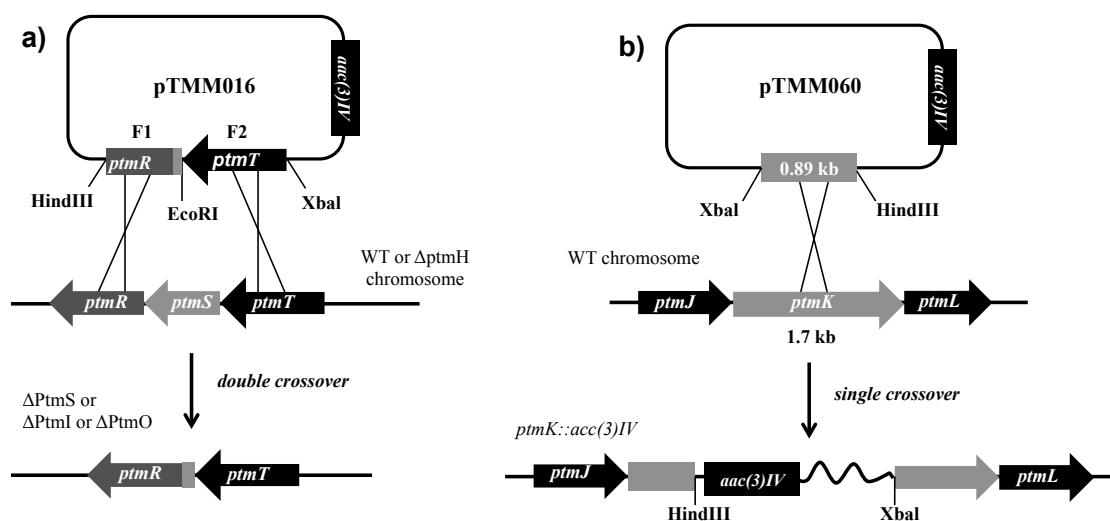 a)
pTMM016
aac(3)IV
F1
F2
ptmR
ptmT
HindIII
EcoRI
XbaI
WT or ΔptmH
chromosome
ptmR
ptmS
ptmT
double crossover
ΔPtmS or
ΔPtmI or ΔPtmO
ptmR
ptmT
b)
pTMM060
aac(3)IV
0.89 kb
XbaI
HindIII
WT chromosome
ptmJ
ptmK
ptmL
1.7 kb
single crossover
ptmK::acc(3)IV
ptmJ
aac(3)IV
ptmL
HindIII
XbaI